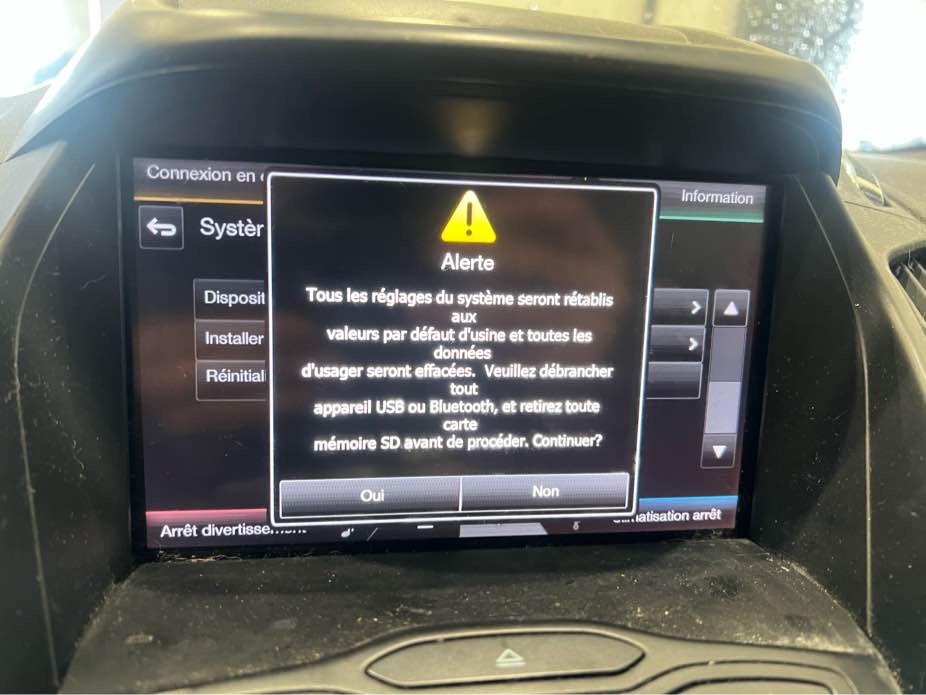 Connexion en
Information
Systèr
Alerte
Tous les réglages du système seront rétablis
aux
valeurs par défaut d'usine et toutes les
données
d'usager seront effacées. Veuillez débrancher
tout
appareil USB ou Bluetooth, et retirez toute
carte
mémoire SD avant de procéder. Continuer?
Disposit
Installer
Réinitial
Oui
Non
Arrêt
arrêt